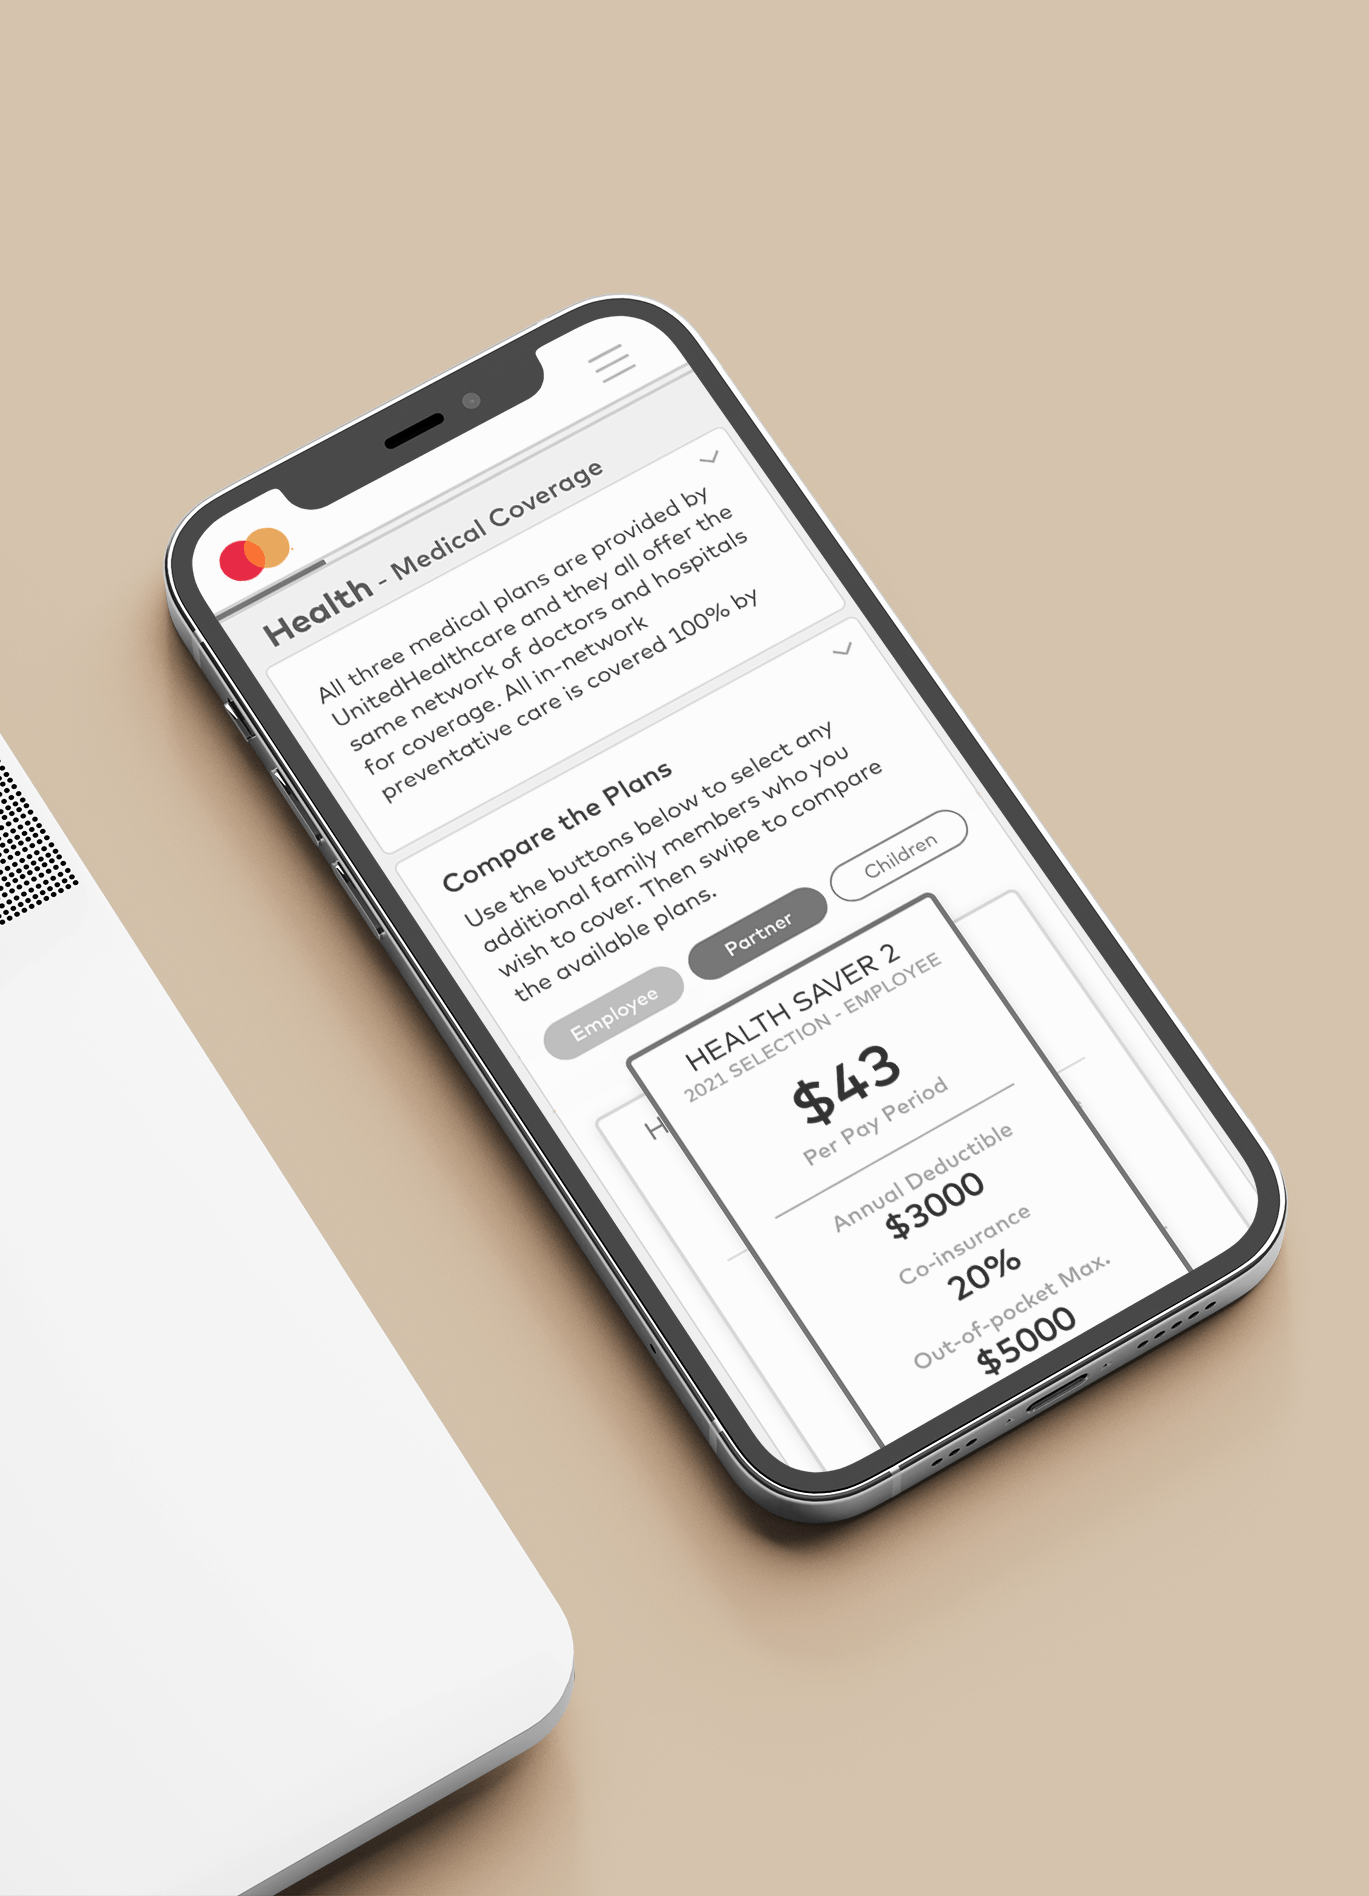 Health - Medical Coverage
All three medical plans are provided by
UnitedHealthcare and they all offer the
same network of doctors and hospitals
for coverage. All in-network
preventative care is covered 100% by
Compare the Plans
Use the buttons below to select any
additional family members who you
wish to cover. Then swipe to compare
the available plans.
Employee
Partner
Children
HEALTH SAVER 2
2021 SELECTION - EMPLOYEE
$43
Per Pay Period
Annual Deductible
$3000
Co-insurance
20%
Out-of-pocket Max.
$5000